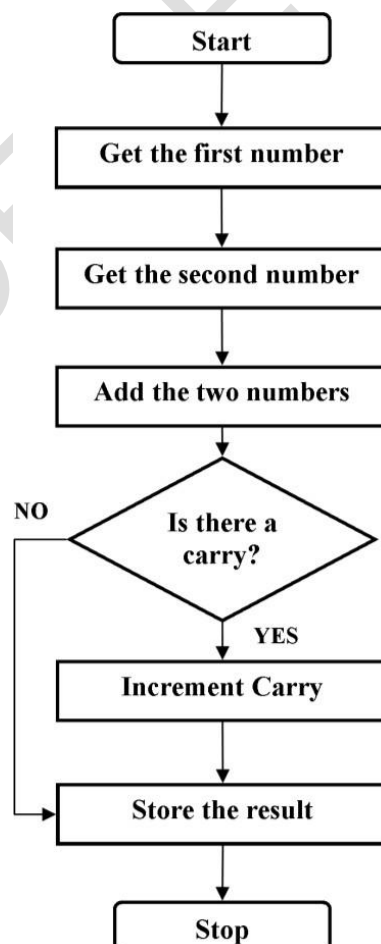 Start
Get the first number
Get the second number
Add the two numbers
Is there a
carry?
NO
YES
Increment Carry
Store the result
Stop